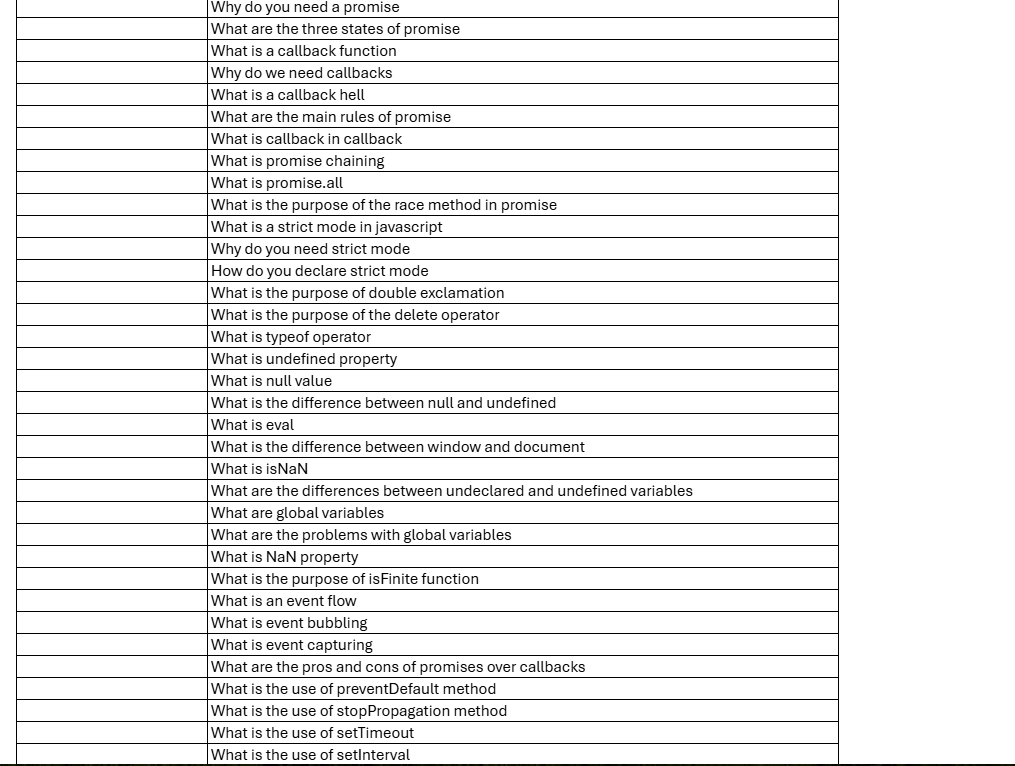 Why do you need a promise
What are the three states of promise
What is a callback function
Why do we need callbacks
What is a callback hell
What are the main rules of promise
What is callback in callback
What is promise chaining
What is promise.all
What is the purpose of the race method in promise
What is a strict mode in javascript
Why do you need strict mode
How do you declare strict mode
What is the purpose of double exclamation
What is the purpose of the delete operator
What is typeof operator
What is undefined property
What is null value
What is the difference between null and undefined
What is eval
What is the difference between window and document
What is isNaN
What are the differences between undeclared and undefined variables
What are global variables
What are the problems with global variables
What is NaN property
What is the purpose of isFinite function
What is an event flow
What is event bubbling
What is event capturing
What are the pros and cons of promises over callbacks
What is the use of preventDefault method
What is the use of stopPropagation method
What is the use of setTimeout
What is the use of setInterval